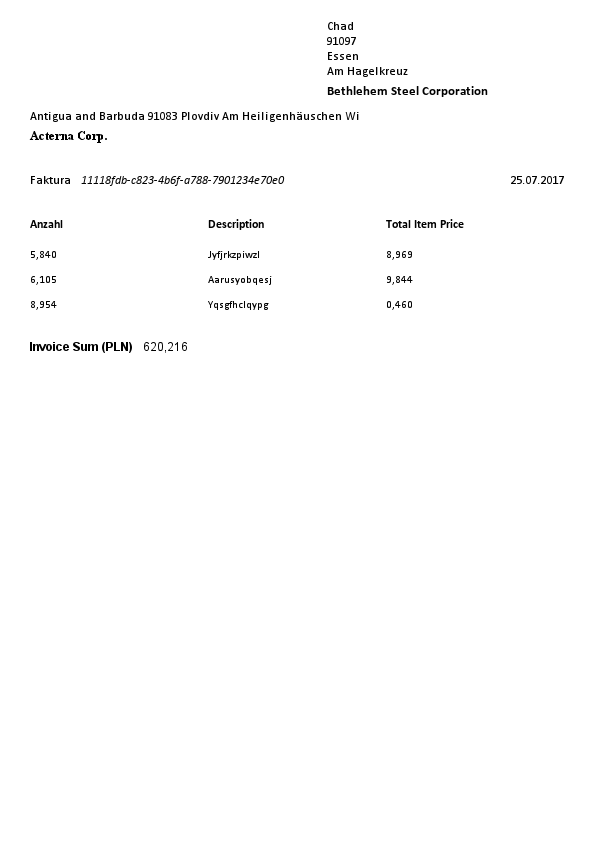 Chad
91097
Essen
Am Hagelkreuz
Bethlehem Steel Corporation
Antigua and Barbuda 91083 Plovdiv Am Heiligenhäuschen Wi
Acterna Corp.
Faktura 11118fdb-c823-4b6f-a788-7901234e70e0 25.07.2017
Anzahl Description Total Item Price
5,840 Jyfjrkzpiwzl 8,969
6,105 Aarusyobqesj 9,844
8,954 Yqsgfhclqypg 0,460
Invoice Sum (PLN) 620,216